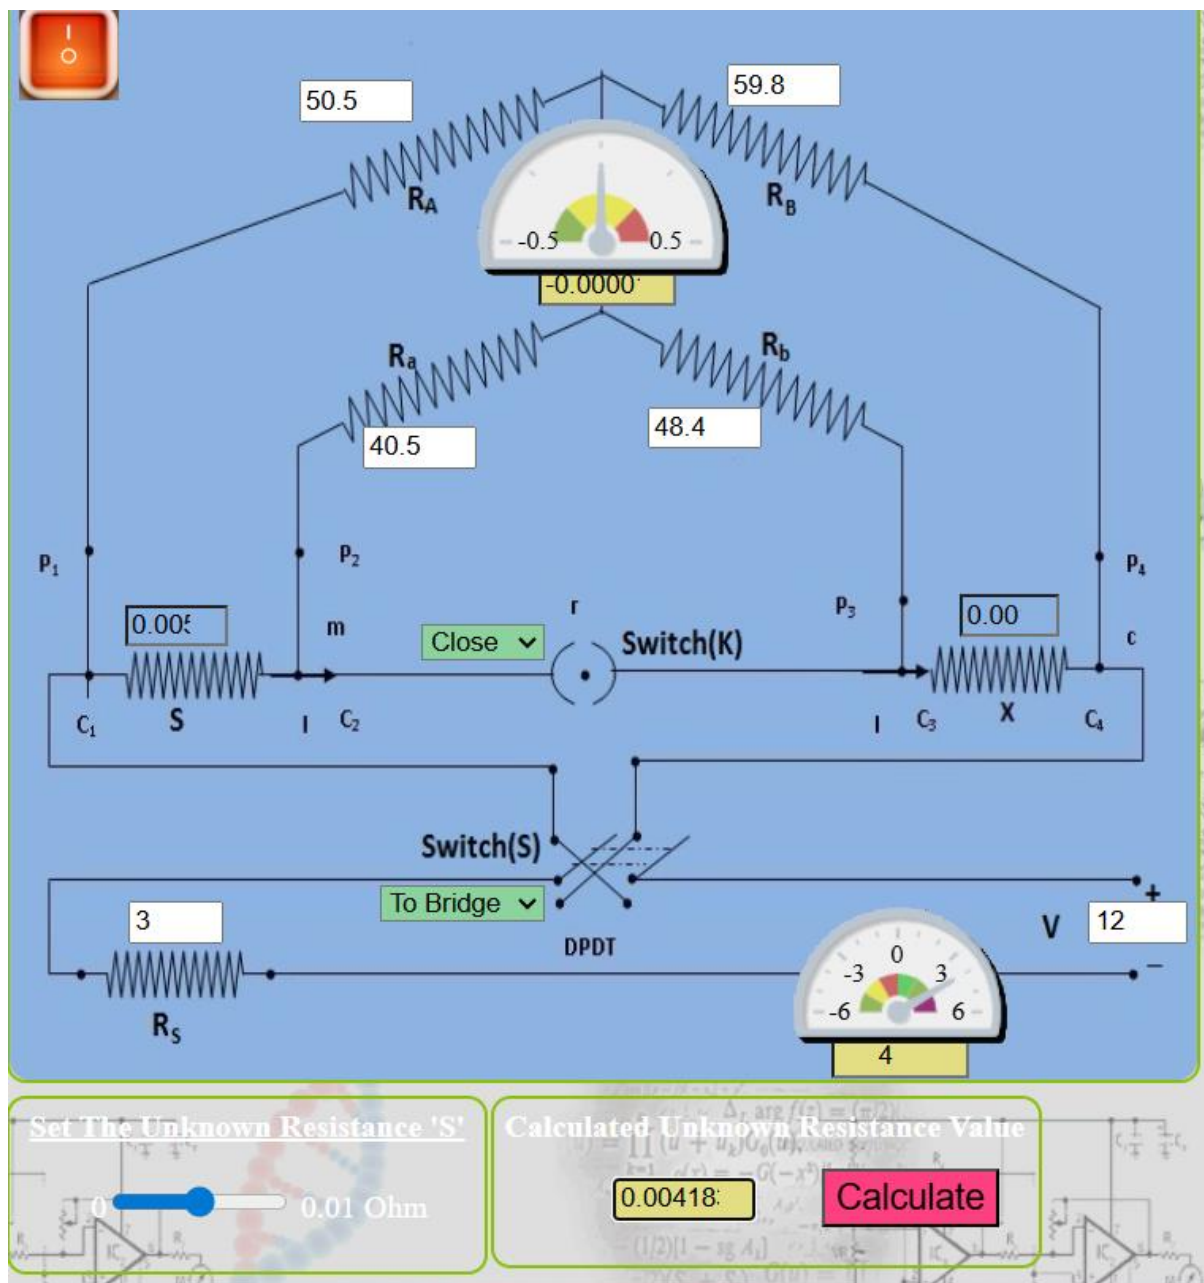 50.5
59.8
RA
RB
-0.5 0.5
-0.0000
Ra
Rb
40.5
48.4
P1
P2
P3
P4
0.005
m
r
0.00
c
Close
Switch(K)
C1
S
I
C2
I
C3
X
C4
Switch(S)
To Bridge
DPDT
3
RS
V
12
+
–
-6 -3 0 3 6
4
Set The Unknown Resistance 'S'
0 0.01 Ohm
Calculated Unknown Resistance Value
0.00418
Calculate